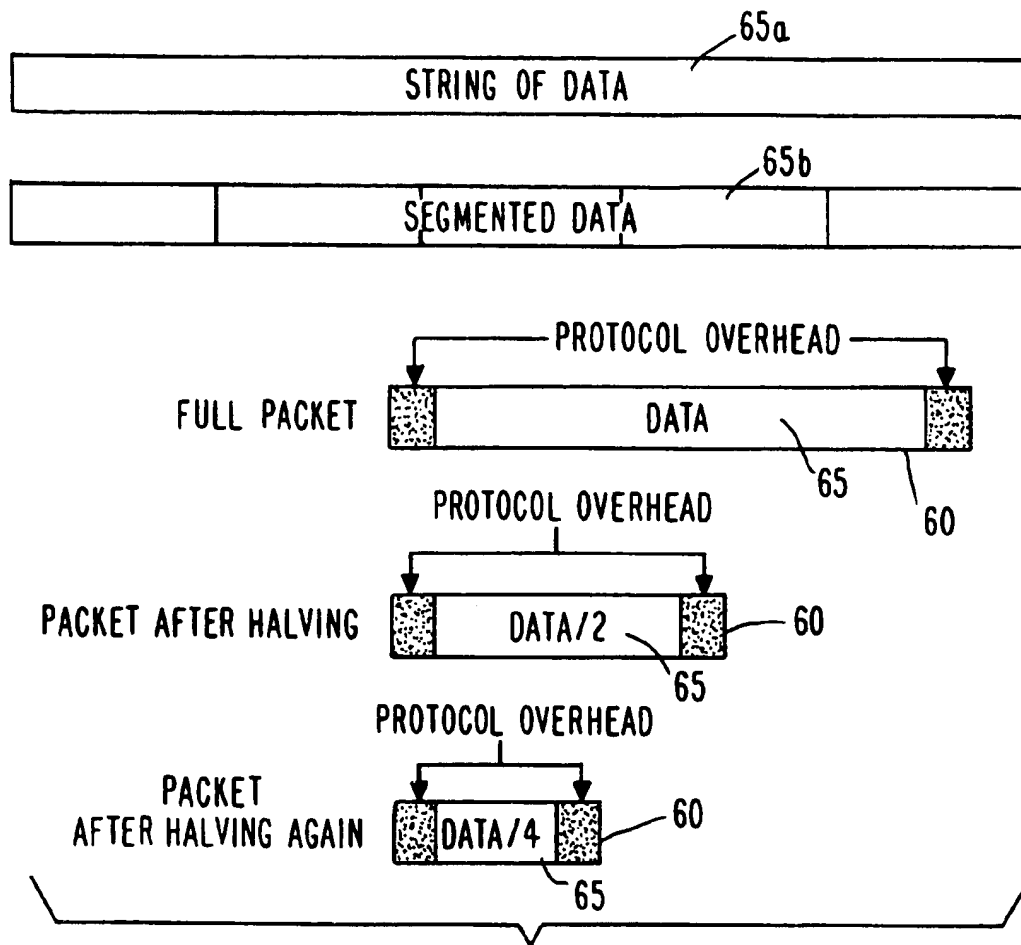 65a
STRING OF DATA
65b
SEGMENTED DATA
PROTOCOL OVERHEAD
FULL PACKET
DATA
65
60
PROTOCOL OVERHEAD
PACKET AFTER HALVING
DATA/2
60
65
PROTOCOL OVERHEAD
PACKET
AFTER HALVING AGAIN
DATA/4
60
65